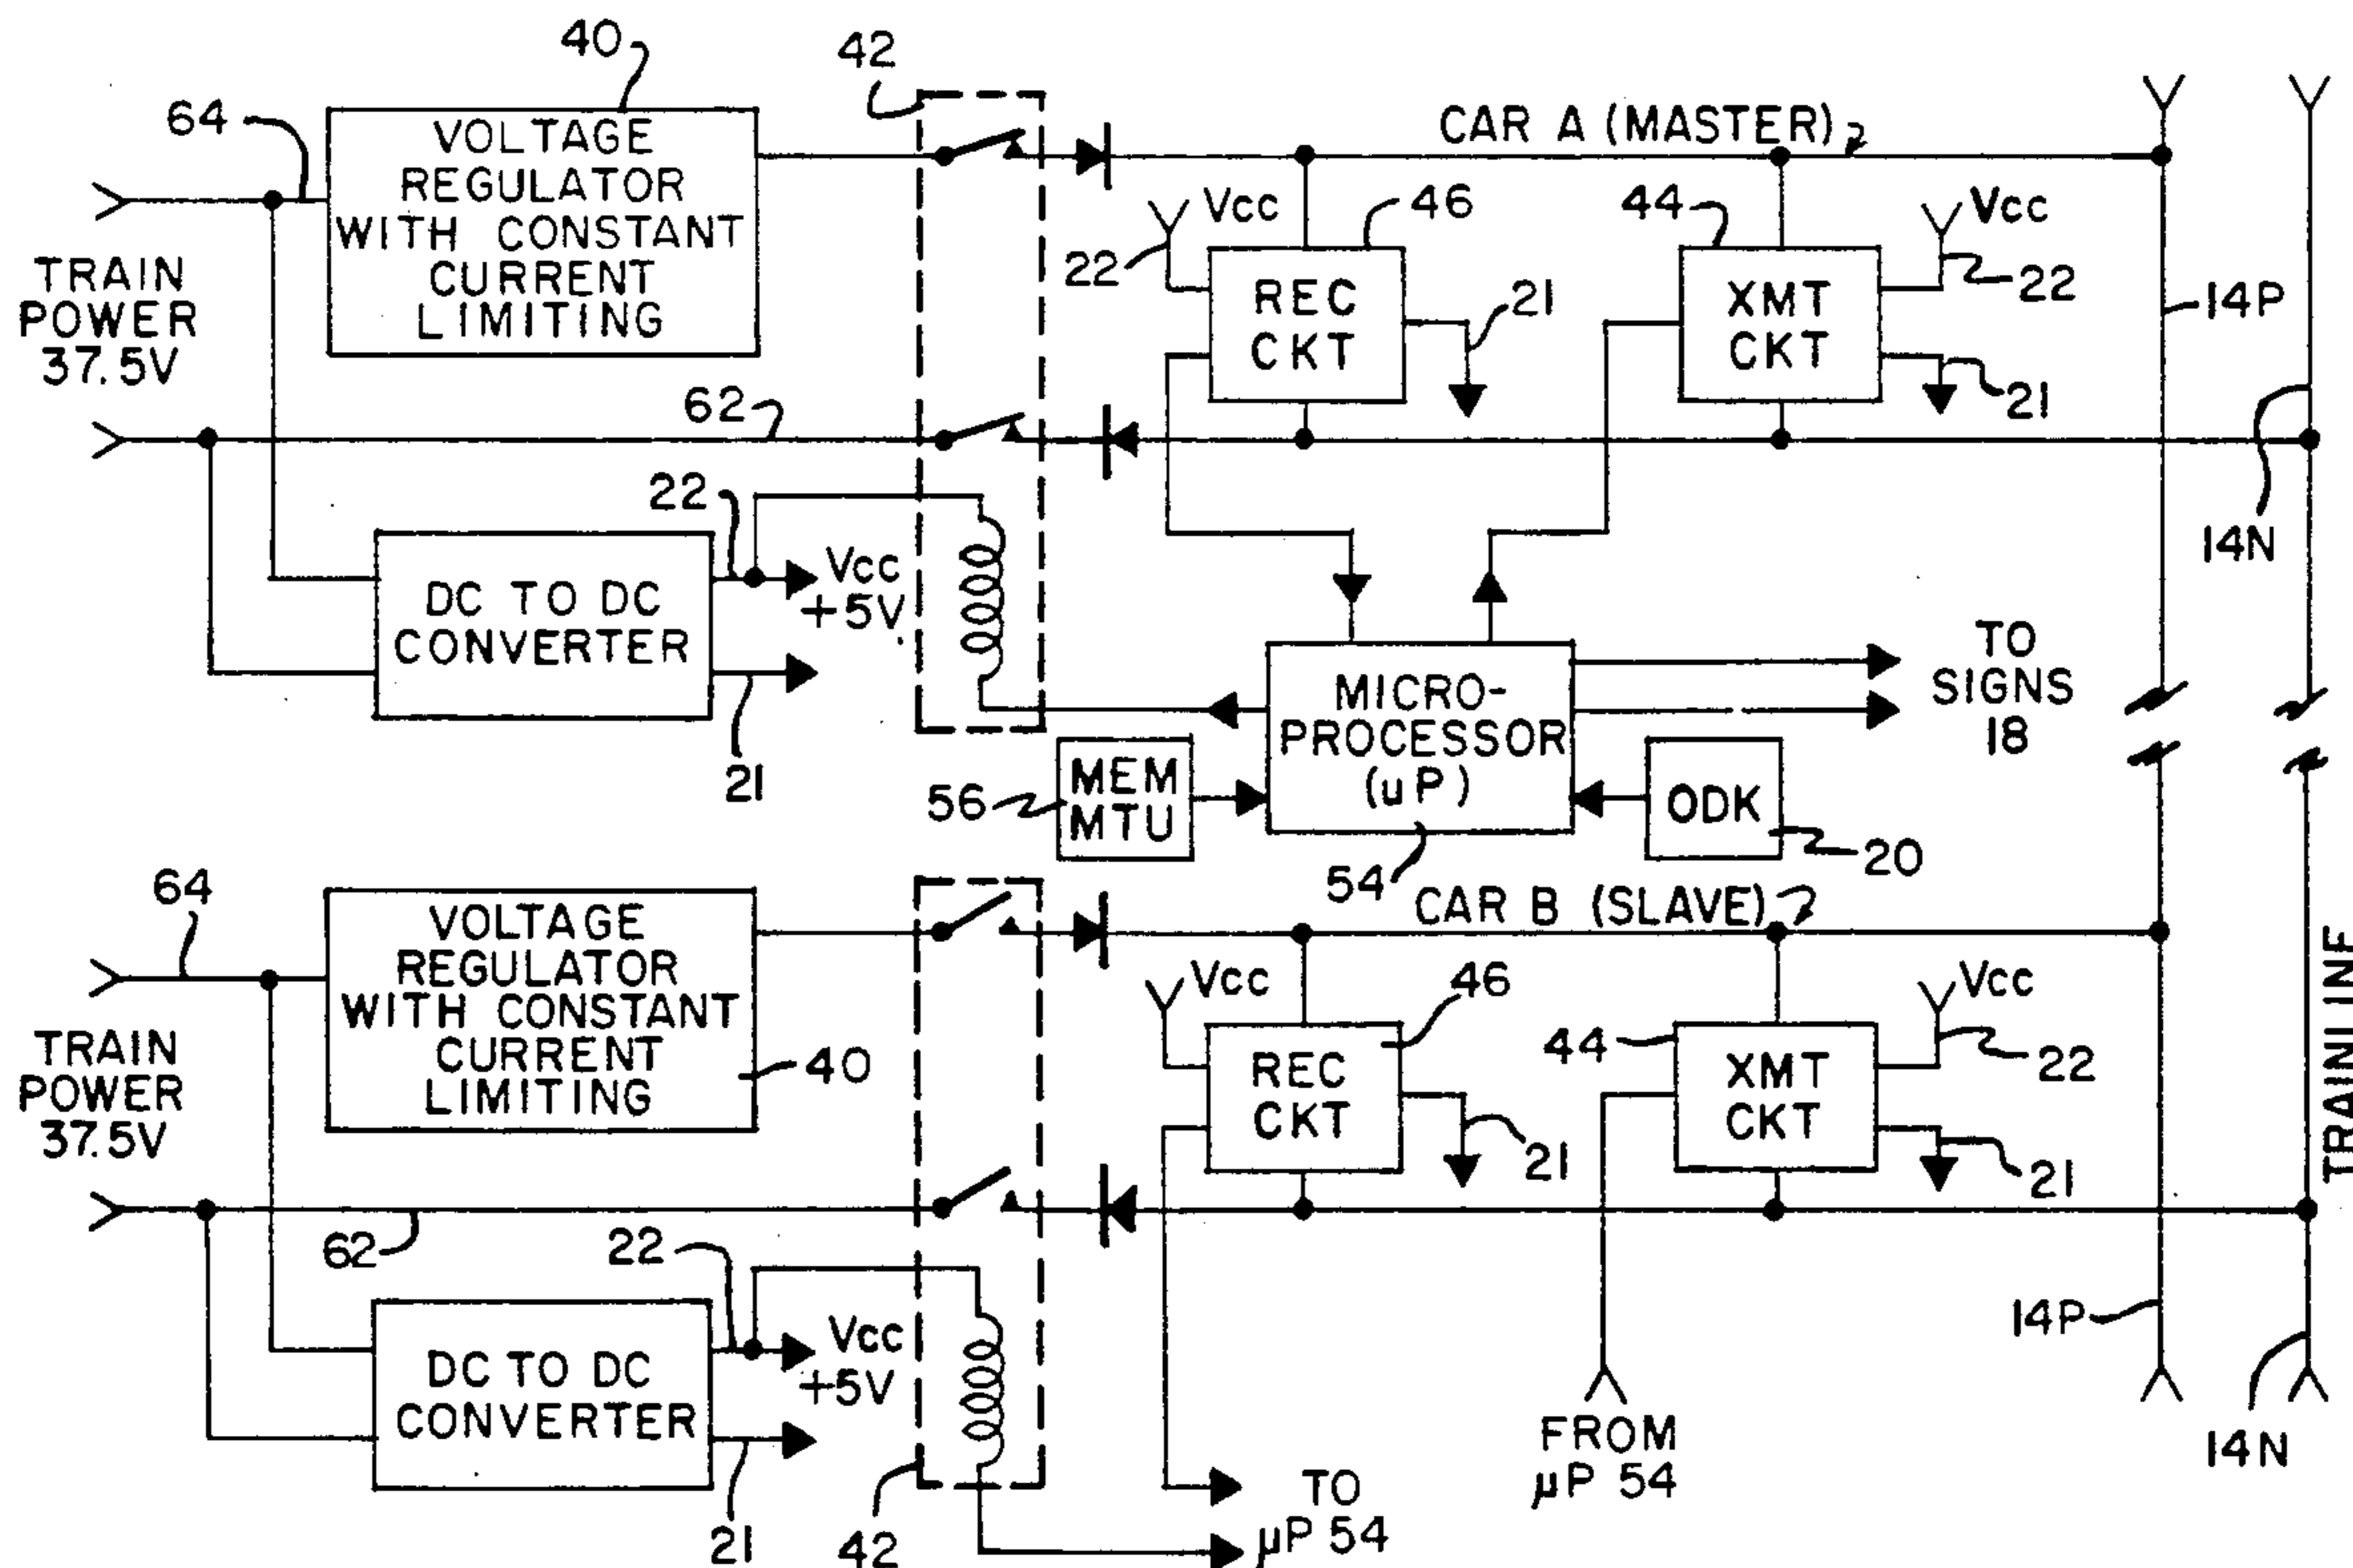 40
42
64
VOLTAGE
REGULATOR
WITH CONSTANT
CURRENT
LIMITING
CAR A (MASTER)
TRAIN
POWER
37.5V
Vcc
46
44
Vcc
22
REC
CKT
21
XMT
CKT
22
21
14P
14N
62
22
Vcc
+5V
DC TO DC
CONVERTER
21
MICRO-
PROCESSOR
(µP)
TO
SIGNS
18
MEM
MTU
56
ODK
20
54
64
VOLTAGE
REGULATOR
WITH CONSTANT
CURRENT
LIMITING
40
CAR B (SLAVE)
TRAIN
POWER
37.5V
Vcc
46
44
Vcc
22
REC
CKT
21
XMT
CKT
21
TRAINLINE
62
22
Vcc
+5V
DC TO DC
CONVERTER
21
42
TO
µP 54
FROM
µP 54
14P
14N